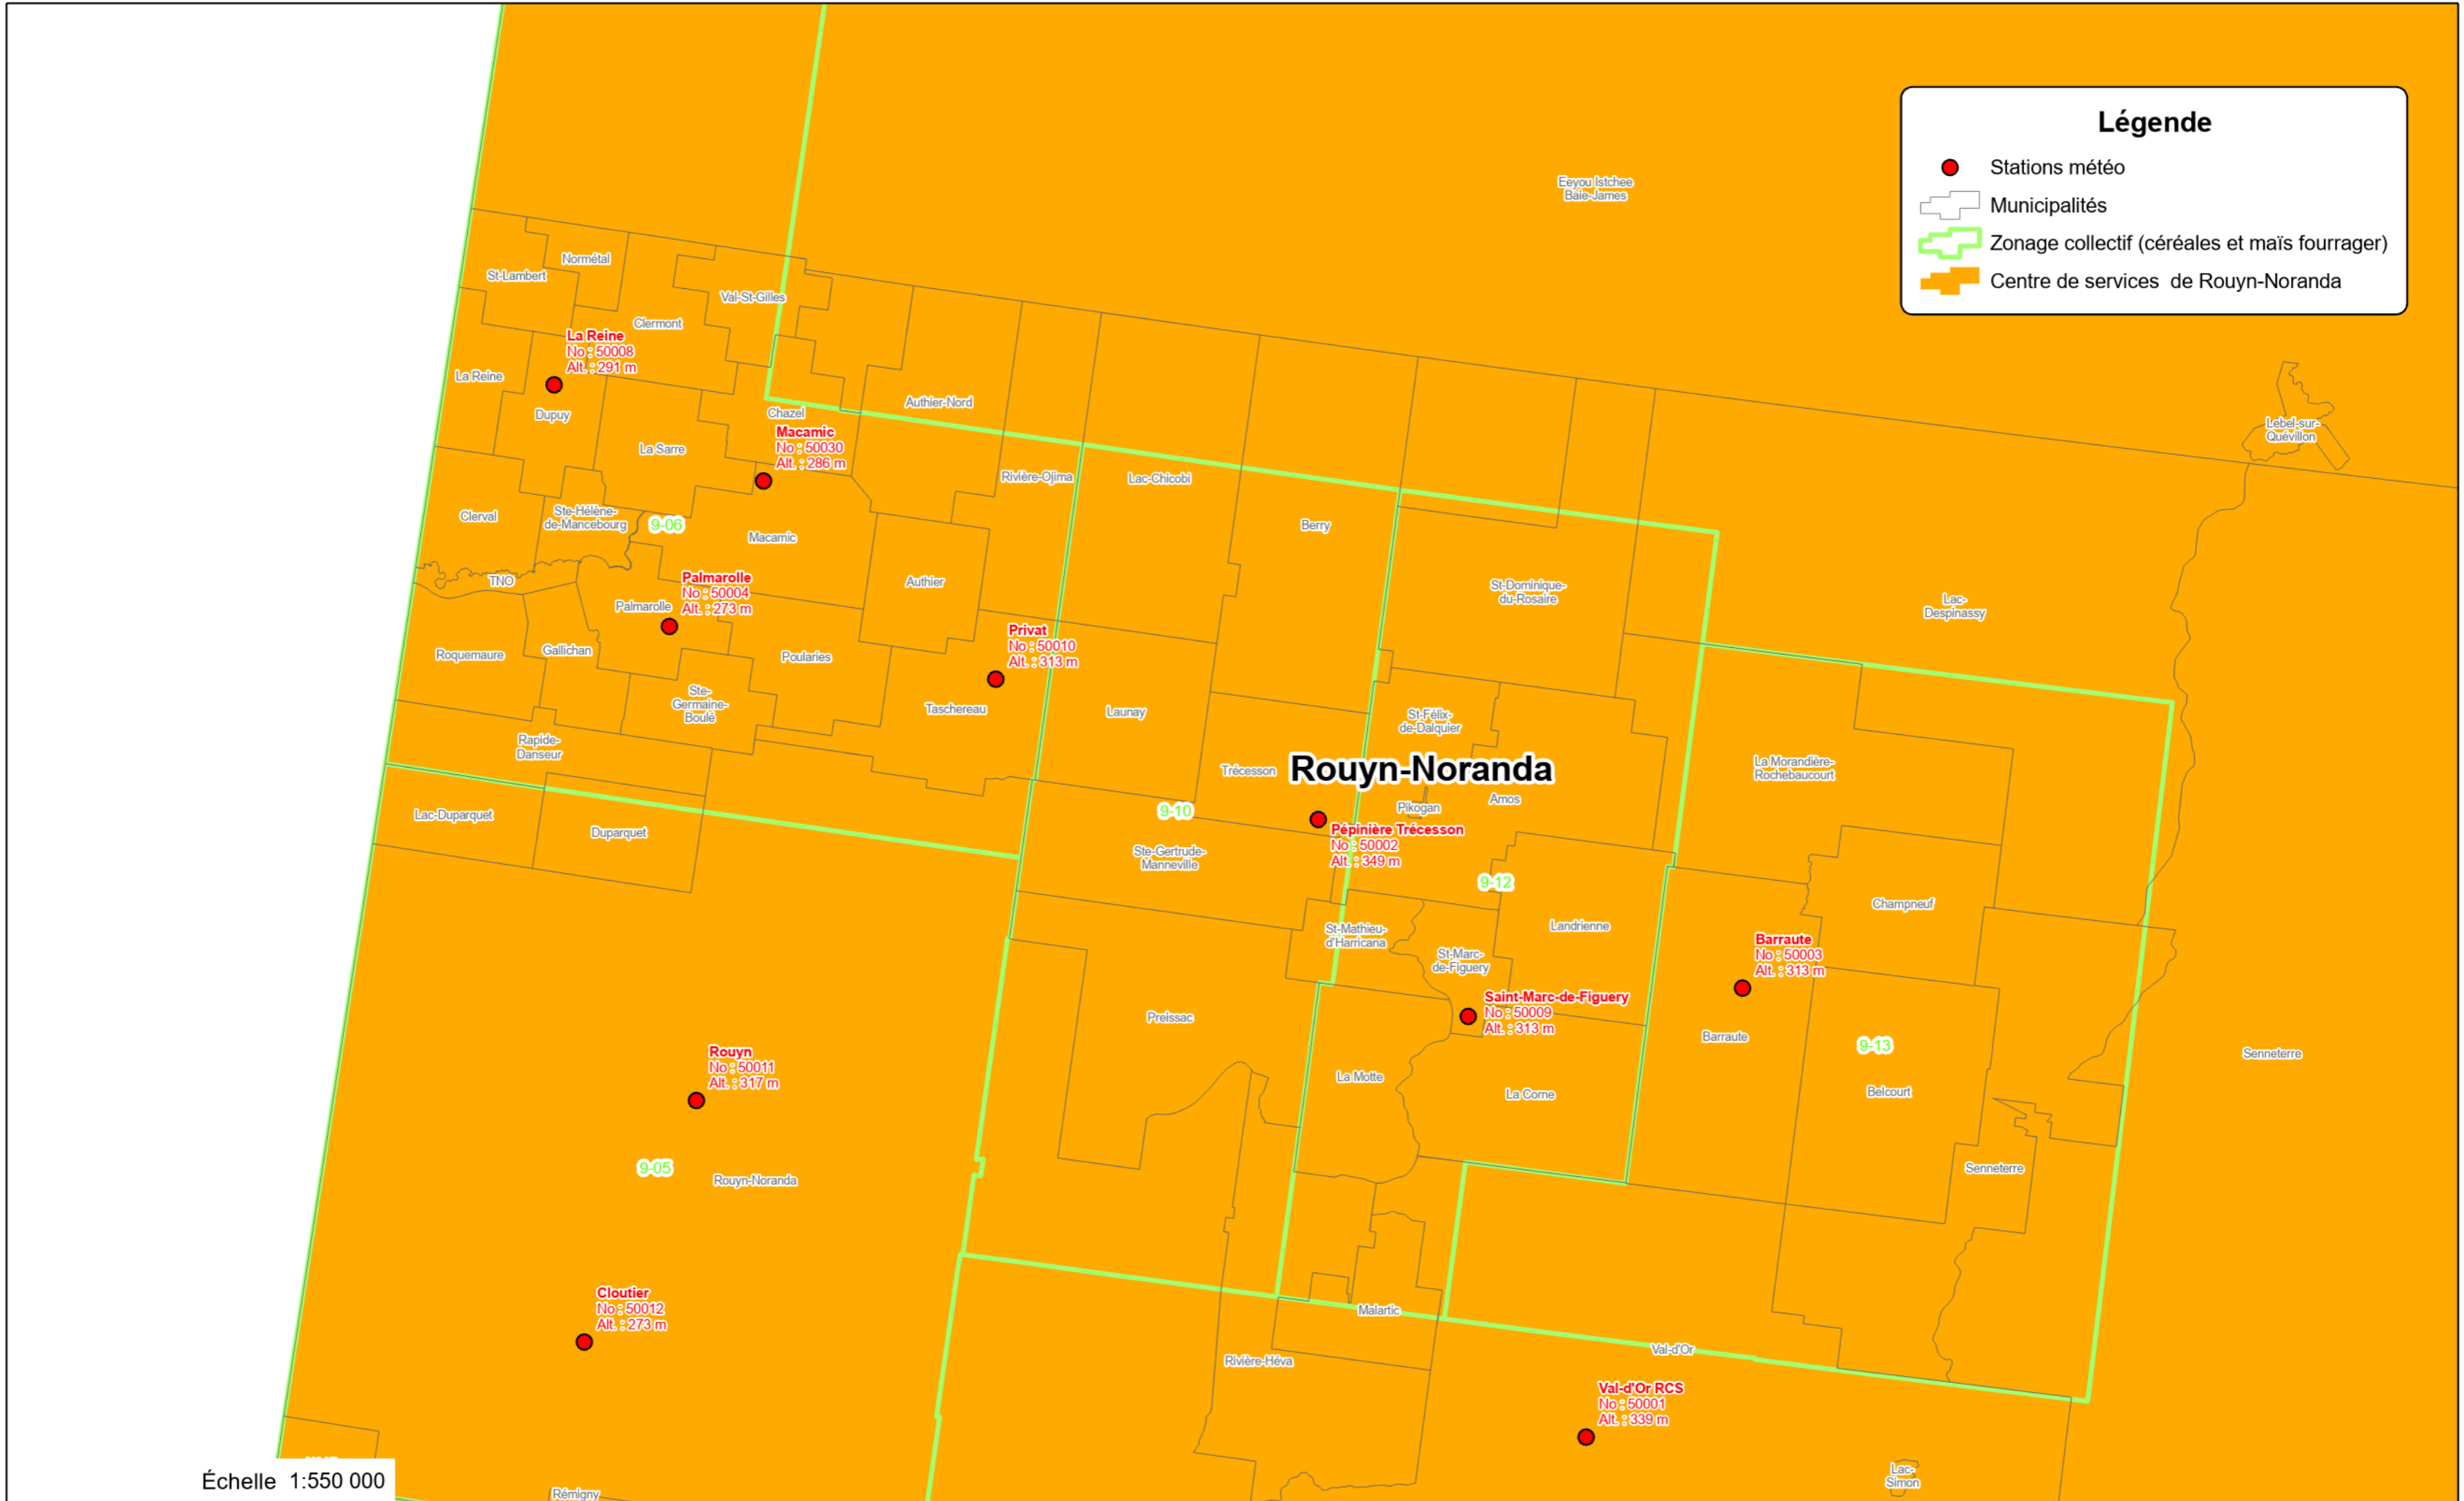 Légende
Stations météo
Municipalités
Zonage collectif (céréales et maïs fourrager)
Centre de services de Rouyn-Noranda
Eeyou Istchee
Baie-James
Normétal
St-Lambert
Val-St-Gilles
Clermont
La Reine
No : 50008
Alt. : 291 m
La Reine
Dupuy
Authier-Nord
Chazel
Macamic
No : 50030
Alt. : 286 m
La Sarre
Lebel-sur-
Quévillon
Rivière-Ojima
Lac-Chicobi
Clerval
Ste-Hélène-
de-Mancebourg
9-06
Macamic
Berry
TNO
Palmarolle
No : 50004
Alt. : 273 m
Palmarolle
Authier
St-Dominique-
du-Rosaire
Lac-
Despinassy
Roquemaure
Gallichan
Poularies
Privat
No : 50010
Alt. : 313 m
Ste-
Germaine-
Boulé
Taschereau
Launay
St-Félix-
de-Dalquier
Rapide-
Danseur
Trécesson
Rouyn-Noranda
La Morandière-
Rochebaucourt
Lac-Duparquet
Duparquet
9-10
Pikogan
Amos
Pépinière Trécesson
No : 50002
Alt. : 349 m
Ste-Gertrude-
Manneville
9-12
Champneuf
St-Mathieu-
d'Harricana
Landrienne
St-Marc-
de-Figuery
Barraute
No : 50003
Alt. : 313 m
Saint-Marc-de-Figuery
No : 50009
Alt. : 313 m
Preissac
Barraute
9-13
Senneterre
La Motte
La Corne
Belcourt
Rouyn
No : 50011
Alt. : 317 m
9-05
Rouyn-Noranda
Senneterre
Cloutier
No : 50012
Alt. : 273 m
Malartic
Rivière-Héva
Val-d'Or
Val-d'Or RCS
No : 50001
Alt. : 339 m
Lac-
Simon
Échelle 1:550 000
Rémigny